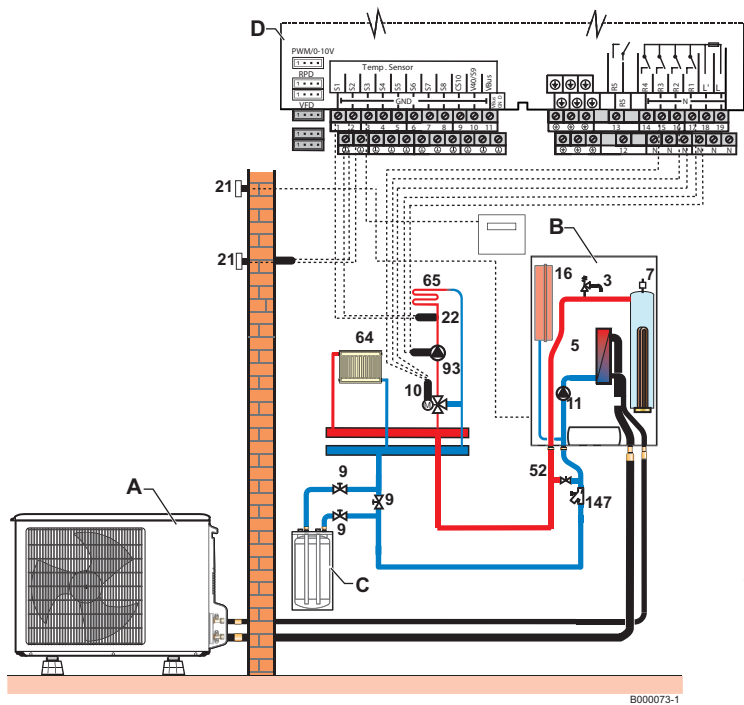 D
PWM/0-10V
RPD
VFD
Temp. Sensor
S1 S2 S3 S4 S5 S6 S7 S8 CS10 V40/S9 VBus
GND
1 2 3 4 5 6 7 8 9 10 11
R5 R4 R3 R2 R1 L' L
R5 N
13 14 15 16 17 18 19
12 N N N N N
21
21
B
16
3
7
65
22
64
5
93
10
M
11
52
147
9
9
9
A
C
B000073-1